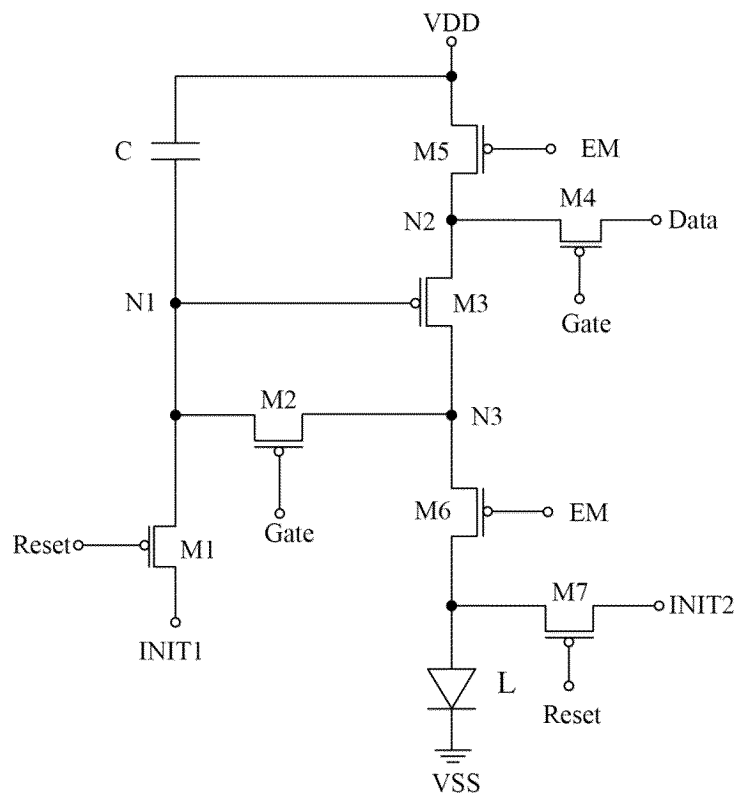 VDD
C
M5
EM
M4
N2
Data
N1
M3
Gate
M2
N3
M6
EM
Gate
Reset
M1
M7
INIT2
INIT1
L
Reset
VSS